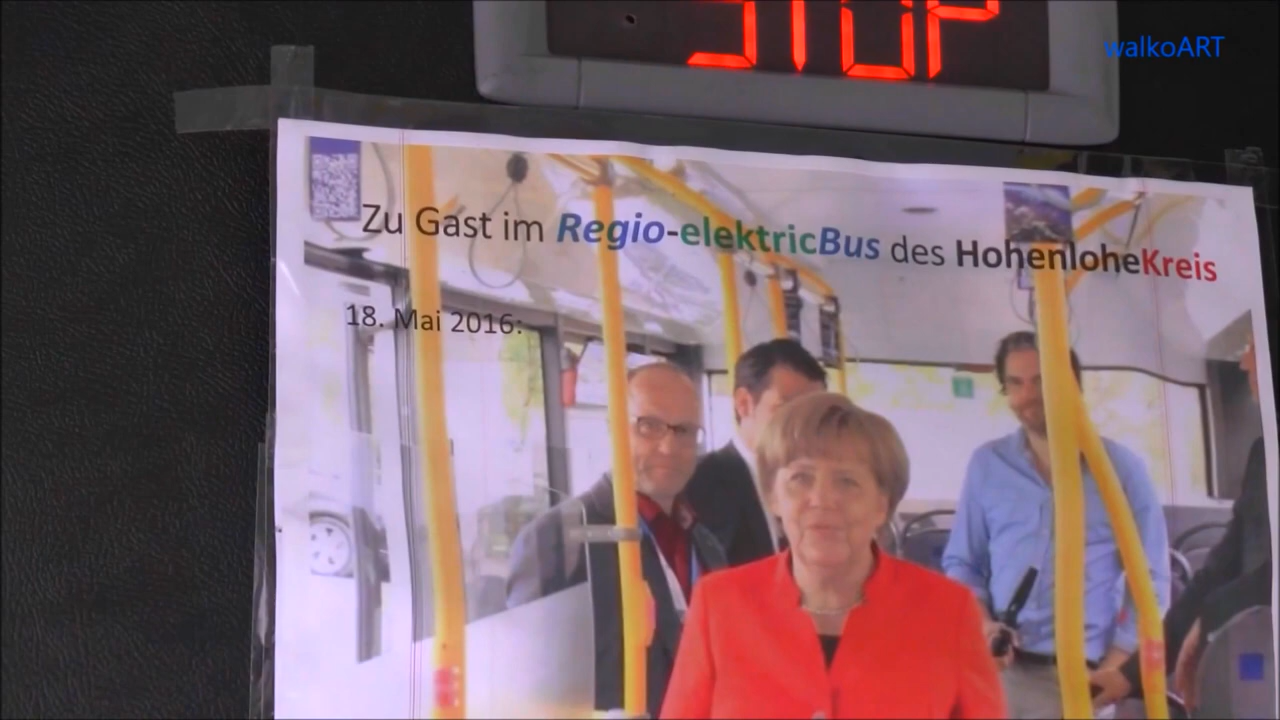 STOP
walkoART
Zu Gast im Regio-elektricBus des HohenloheKreis
18. Mai 2016: